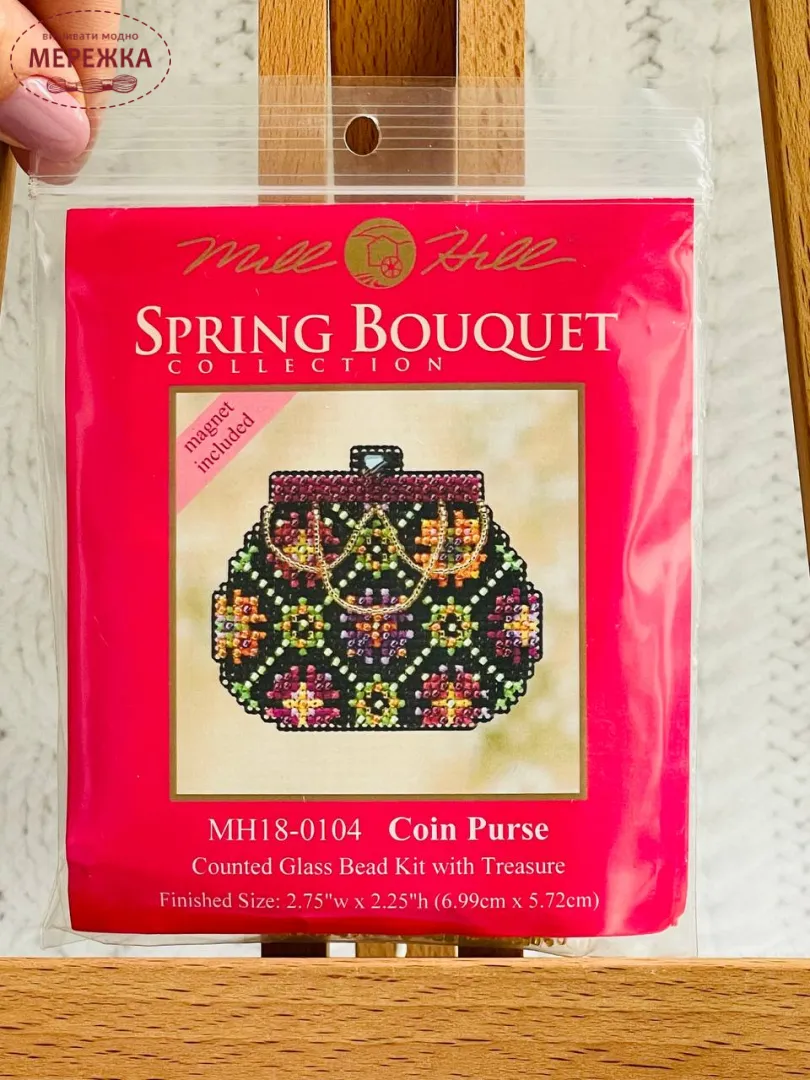 вишивати модно
МЕРЕЖКА
Mill Hill
SPRING BOUQUET
COLLECTION
magnet
included
MH18-0104 Coin Purse
Counted Glass Bead Kit with Treasure
Finished Size: 2.75"w x 2.25"h (6.99cm x 5.72cm)